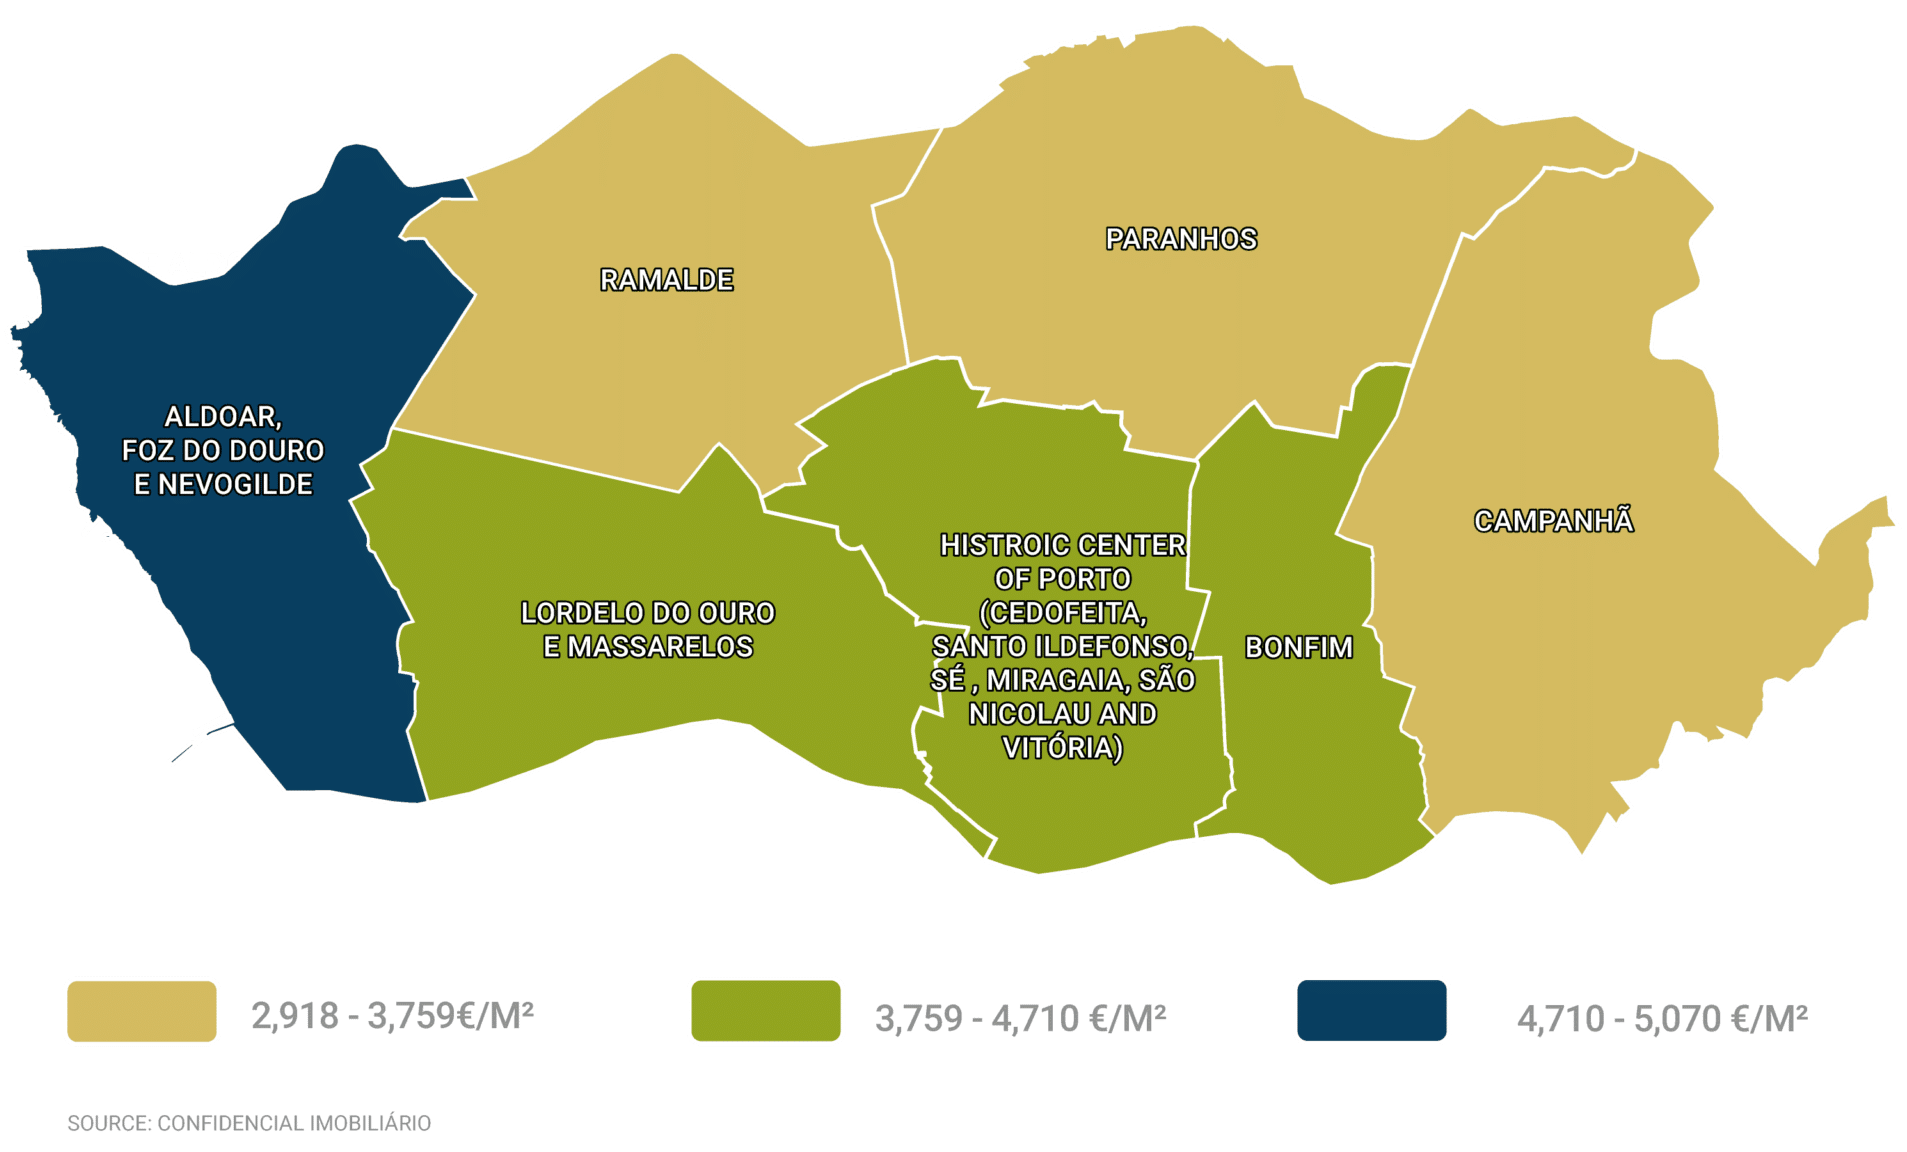 PARANHOS
RAMALDE
ALDOAR,
FOZ DO DOURO
E NEVOGILDE
CAMPANHÃ
HISTROIC CENTER
OF PORTO
(CEDOFEITA,
SANTO ILDEFONSO,
SÉ , MIRAGAIA, SÃO
NICOLAU AND
VITÓRIA)
LORDELO DO OURO
E MASSARELOS
BONFIM
2,918 - 3,759€/M²
3,759 - 4,710 €/M²
4,710 - 5,070 €/M²
SOURCE: CONFIDENCIAL IMOBILIÁRIO